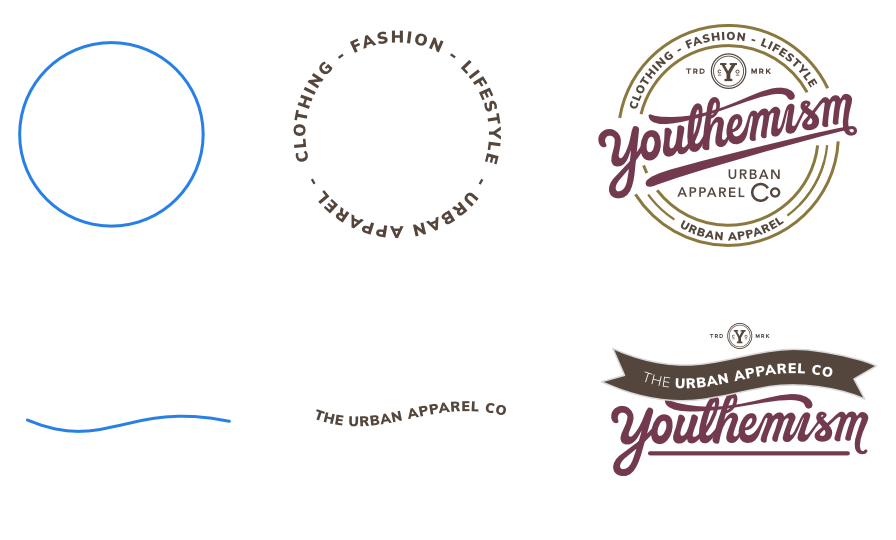 CLOTHING - FASHION - LIFESTYLE - URBAN APPAREL -
CLOTHING - FASHION - LIFESTYLE
TRD C Y O MRK
Youthemism
URBAN
APPAREL Co
URBAN APPAREL
THE URBAN APPAREL CO
TRD C Y O MRK
THE URBAN APPAREL CO
Youthemism